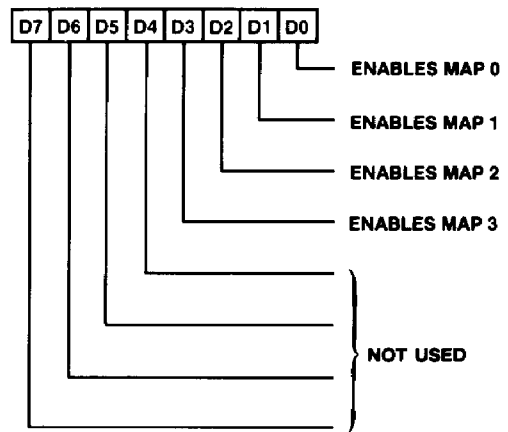 D7 D6 D5 D4 D3 D2 D1 D0
ENABLES MAP 0
ENABLES MAP 1
ENABLES MAP 2
ENABLES MAP 3
NOT USED